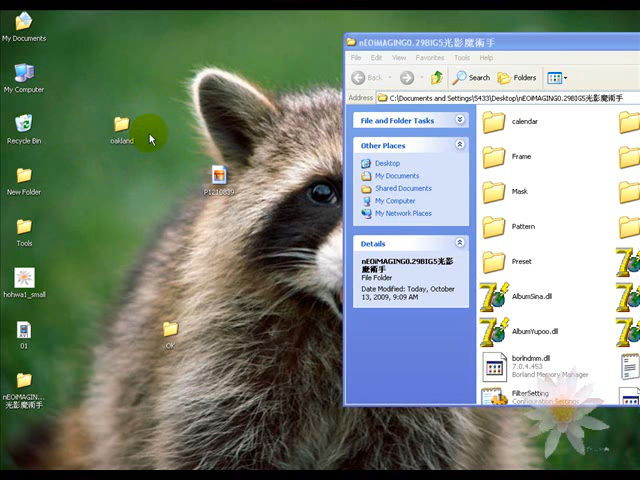 My Documents
My Computer
Recycle Bin
New Folder
Tools
hohwa1_small
01
nEOiMAGIN...
光影魔術手
oakland
P1210839
OK
nEOiMAGING0.29BIG5光影魔術手
File Edit View Favorites Tools Help
Back Search Folders
Address C:\Documents and Settings\5433\Desktop\nEOiMAGING0.29BIG5光影魔術手
File and Folder Tasks
Other Places
Desktop
My Documents
Shared Documents
My Computer
My Network Places
Details
nEOiMAGING0.29BIG5光影
魔術手
File Folder
Date Modified: Today, October
13, 2009, 9:09 AM
calendar
Frame
Mask
Pattern
Preset
AlbumSina.dl
AlbumYupoo.dl
borlndmm.dl
7.0.4.453
Borland Memory Manager
FilterSetting
Configuration Settings